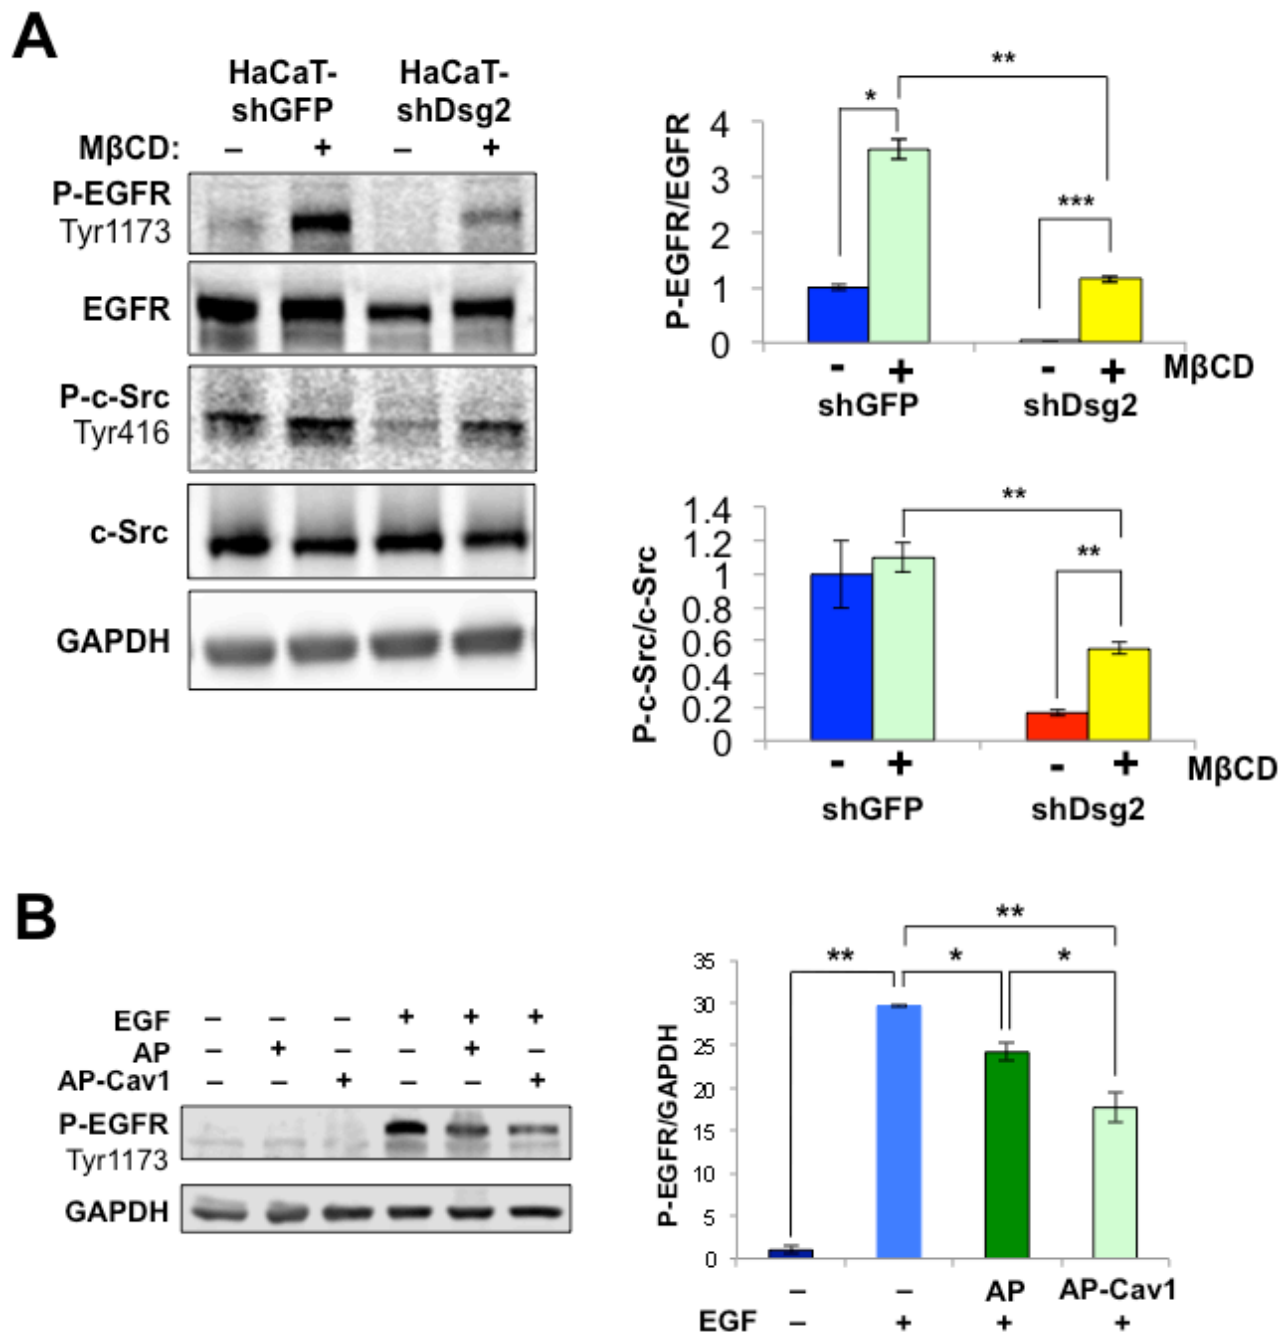 A
HaCaT- HaCaT-
shGFP shDsg2
MβCD: – + – +
P-EGFR
Tyr1173
EGFR
P-c-Src
Tyr416
c-Src
GAPDH
**
*
***
P-EGFR/EGFR
4
3
2
1
0
- + - + MβCD
shGFP shDsg2
**
**
P-c-Src/c-Src
1.4
1.2
1
0.8
0.6
0.4
0.2
0
- + - + MβCD
shGFP shDsg2
B
EGF – – – + + +
AP – + – – + –
AP-Cav1 – – + – – +
P-EGFR
Tyr1173
GAPDH
**
** * *
P-EGFR/GAPDH
35
30
25
20
15
10
5
0
– – AP AP-Cav1
EGF – + + +